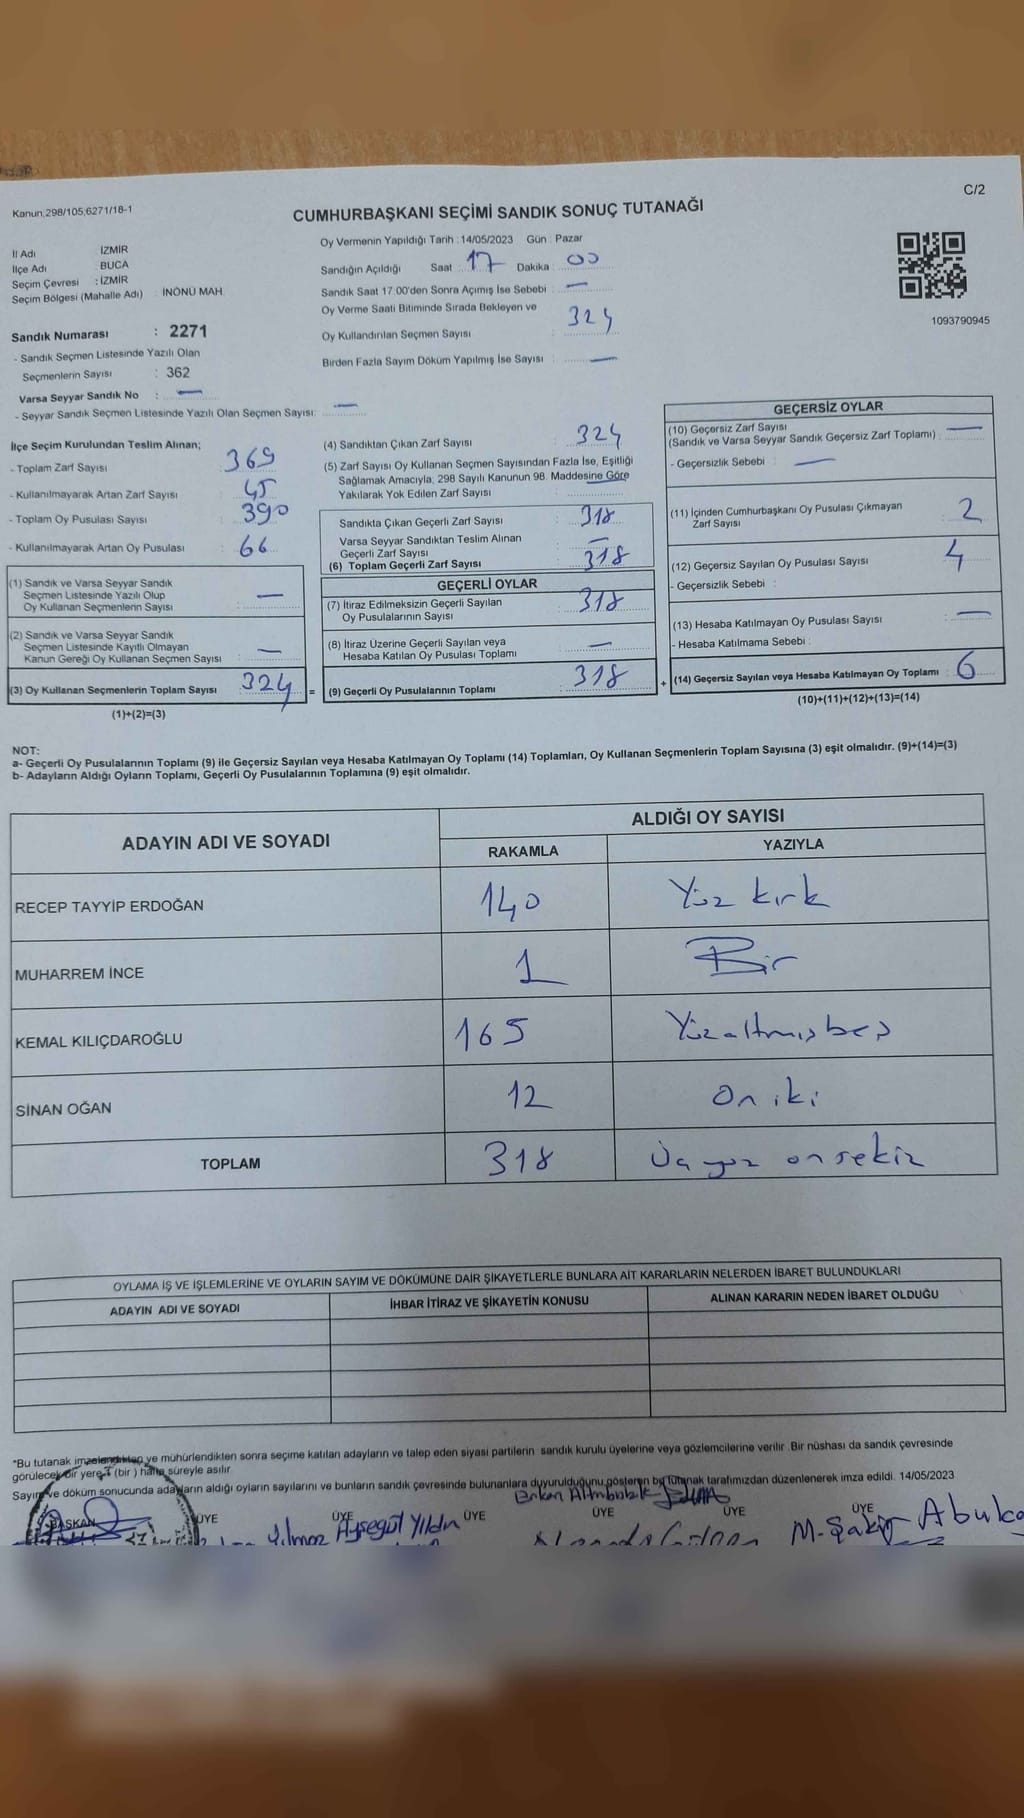 C/2
Kanun,298/105;6271/18-1
CUMHURBAŞKANI SEÇİMİ SANDIK SONUÇ TUTANAĞI
İl Adı İZMİR
İlçe Adı BUCA
Seçim Çevresi : İZMİR
Seçim Bölgesi (Mahalle Adı) : İNÖNÜ MAH.
Sandık Numarası : 2271
- Sandık Seçmen Listesinde Yazılı Olan
Seçmenlerin Sayısı : 362
Varsa Seyyar Sandık No : —
- Seyyar Sandık Seçmen Listesinde Yazılı Olan Seçmen Sayısı: —
Oy Vermenin Yapıldığı Tarih : 14/05/2023 Gün : Pazar
Sandığın Açıldığı Saat : 17 Dakika : 00
Sandık Saat 17.00'den Sonra Açımış İse Sebebi : —
Oy Verme Saati Bitiminde Sırada Bekleyen ve
Oy Kullandırılan Seçmen Sayısı : 324
Birden Fazla Sayım Döküm Yapılmış İse Sayısı : —
1093790945
İlçe Seçim Kurulundan Teslim Alınan;
- Toplam Zarf Sayısı : 369
- Kullanılmayarak Artan Zarf Sayısı : 45
- Toplam Oy Pusulası Sayısı : 390
- Kullanılmayarak Artan Oy Pusulası : 66
(1) Sandık ve Varsa Seyyar Sandık
Seçmen Listesinde Yazılı Olup
Oy Kullanan Seçmenlerin Sayısı : —
(2) Sandık ve Varsa Seyyar Sandık
Seçmen Listesinde Kayıtlı Olmayan
Kanun Gereği Oy Kullanan Seçmen Sayısı : —
(3) Oy Kullanan Seçmenlerin Toplam Sayısı : 324 =
(1)+(2)=(3)
(4) Sandıktan Çıkan Zarf Sayısı : 324
(5) Zarf Sayısı Oy Kullanan Seçmen Sayısından Fazla İse, Eşitliği
Sağlamak Amacıyla, 298 Sayılı Kanunun 98. Maddesine Göre
Yakılarak Yok Edilen Zarf Sayısı : —
Sandıkta Çıkan Geçerli Zarf Sayısı : 318
Varsa Seyyar Sandıktan Teslim Alınan
Geçerli Zarf Sayısı : —
(6) Toplam Geçerli Zarf Sayısı : 318
GEÇERLİ OYLAR
(7) İtiraz Edilmeksizin Geçerli Sayılan
Oy Pusulalarının Sayısı : 318
(8) İtiraz Üzerine Geçerli Sayılan veya
Hesaba Katılan Oy Pusulası Toplamı : —
(9) Geçerli Oy Pusulalarının Toplamı : 318 +
GEÇERSİZ OYLAR
(10) Geçersiz Zarf Sayısı
(Sandık ve Varsa Seyyar Sandık Geçersiz Zarf Toplamı) : —
- Geçersizlik Sebebi : —
(11) İçinden Cumhurbaşkanı Oy Pusulası Çıkmayan
Zarf Sayısı : 2
(12) Geçersiz Sayılan Oy Pusulası Sayısı : 4
- Geçersizlik Sebebi :
(13) Hesaba Katılmayan Oy Pusulası Sayısı : —
- Hesaba Katılmama Sebebi :
(14) Geçersiz Sayılan veya Hesaba Katılmayan Oy Toplamı : 6
(10)+(11)+(12)+(13)=(14)
NOT:
a- Geçerli Oy Pusulalarının Toplamı (9) ile Geçersiz Sayılan veya Hesaba Katılmayan Oy Toplamı (14) Toplamları, Oy Kullanan Seçmenlerin Toplam Sayısına (3) eşit olmalıdır. (9)+(14)=(3)
b- Adayların Aldığı Oyların Toplamı, Geçerli Oy Pusulalarının Toplamına (9) eşit olmalıdır.
ADAYIN ADI VE SOYADI ALDIĞI OY SAYISI
RAKAMLA YAZIYLA
RECEP TAYYİP ERDOĞAN 140 Yüz kırk
MUHARREM İNCE 1 Bir
KEMAL KILIÇDAROĞLU 165 Yüzaltmışbeş
SİNAN OĞAN 12 On iki
TOPLAM 318 Üçyüz onsekiz
OYLAMA İŞ VE İŞLEMLERİNE VE OYLARIN SAYIM VE DÖKÜMÜNE DAİR ŞİKAYETLERLE BUNLARA AİT KARARLARIN NELERDEN İBARET BULUNDUKLARI
ADAYIN ADI VE SOYADI İHBAR İTİRAZ VE ŞİKAYETİN KONUSU ALINAN KARARIN NEDEN İBARET OLDUĞU
*Bu tutanak imzalandıktan ve mühürlendikten sonra seçime katılan adayların ve talep eden siyasi partilerin sandık kurulu üyelerine veya gözlemcilerine verilir. Bir nüshası da sandık çevresinde
görülecek bir yere 1 (bir) hafta süreyle asılır.
Sayım ve döküm sonucunda adayların aldığı oyların sayılarını ve bunların sandık çevresinde bulunanlara duyurulduğunu gösteren bu tutanak tarafımızdan düzenlenerek imza edildi. 14/05/2023
BAŞKAN ÜYE ÜYE ÜYE ÜYE ÜYE ÜYE
Yılmaz Ayşegül Yıldız M. Şakir